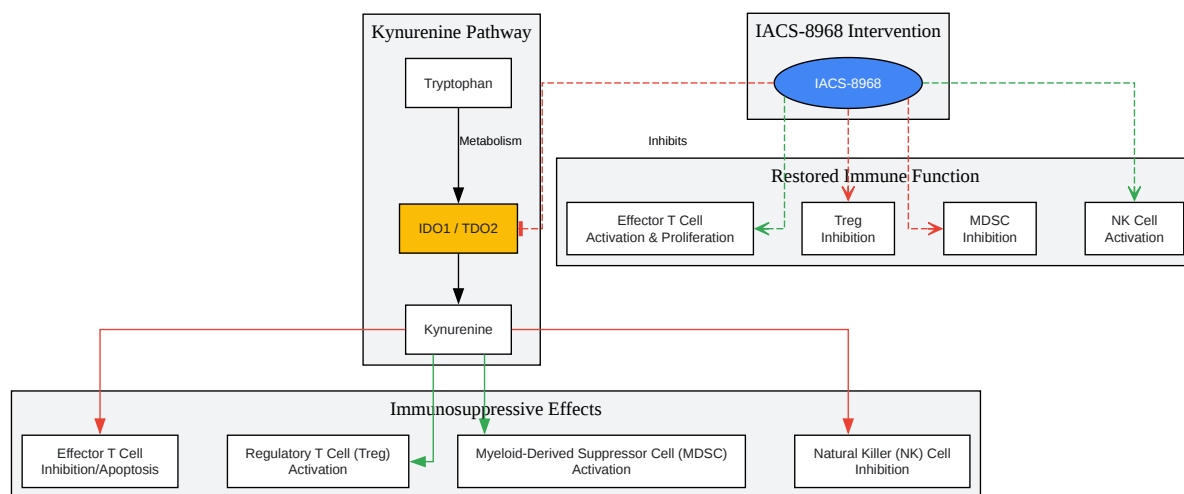 Kynurenine Pathway
Tryptophan
Metabolism
IDO1 / TDO2
Kynurenine
IACS-8968 Intervention
IACS-8968
Inhibits
Restored Immune Function
Effector T Cell
Activation & Proliferation
Treg
Inhibition
MDSC
Inhibition
NK Cell
Activation
Immunosuppressive Effects
Effector T Cell
Inhibition/Apoptosis
Regulatory T Cell (Treg)
Activation
Myeloid-Derived Suppressor Cell (MDSC)
Activation
Natural Killer (NK) Cell
Inhibition